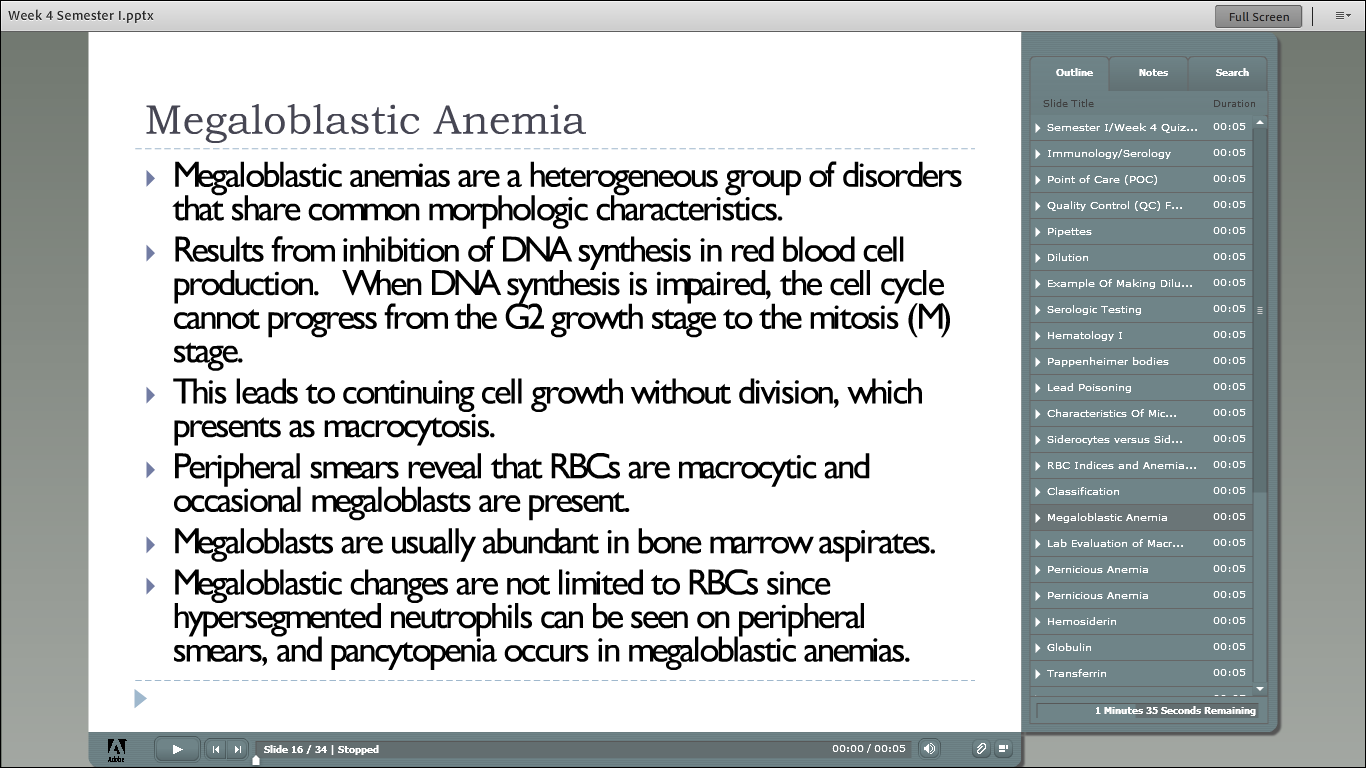 Week 4 Semester I.pptx
Full Screen
Megaloblastic Anemia
Megaloblastic anemias are a heterogeneous group of disorders
that share common morphologic characteristics.
Results from inhibition of DNA synthesis in red blood cell
production.   When DNA synthesis is impaired, the cell cycle
cannot progress from the G2 growth stage to the mitosis (M)
stage.
This leads to continuing cell growth without division, which
presents as macrocytosis.
Peripheral smears reveal that RBCs are macrocytic and
occasional megaloblasts are present.
Megaloblasts are usually abundant in bone marrow aspirates.
Megaloblastic changes are not limited to RBCs since
hypersegmented neutrophils can be seen on peripheral
smears, and pancytopenia occurs in megaloblastic anemias.
Outline Notes Search
Slide Title Duration
Semester I/Week 4 Quiz... 00:05
Immunology/Serology 00:05
Point of Care (POC) 00:05
Quality Control (QC) F... 00:05
Pipettes 00:05
Dilution 00:05
Example Of Making Dilu... 00:05
Serologic Testing 00:05
Hematology I 00:05
Pappenheimer bodies 00:05
Lead Poisoning 00:05
Characteristics Of Mic... 00:05
Siderocytes versus Sid... 00:05
RBC Indices and Anemia... 00:05
Classification 00:05
Megaloblastic Anemia 00:05
Lab Evaluation of Macr... 00:05
Pernicious Anemia 00:05
Pernicious Anemia 00:05
Hemosiderin 00:05
Globulin 00:05
Transferrin 00:05
1 Minutes 35 Seconds Remaining
Adobe
Slide 16 / 34 | Stopped
00:00 / 00:05